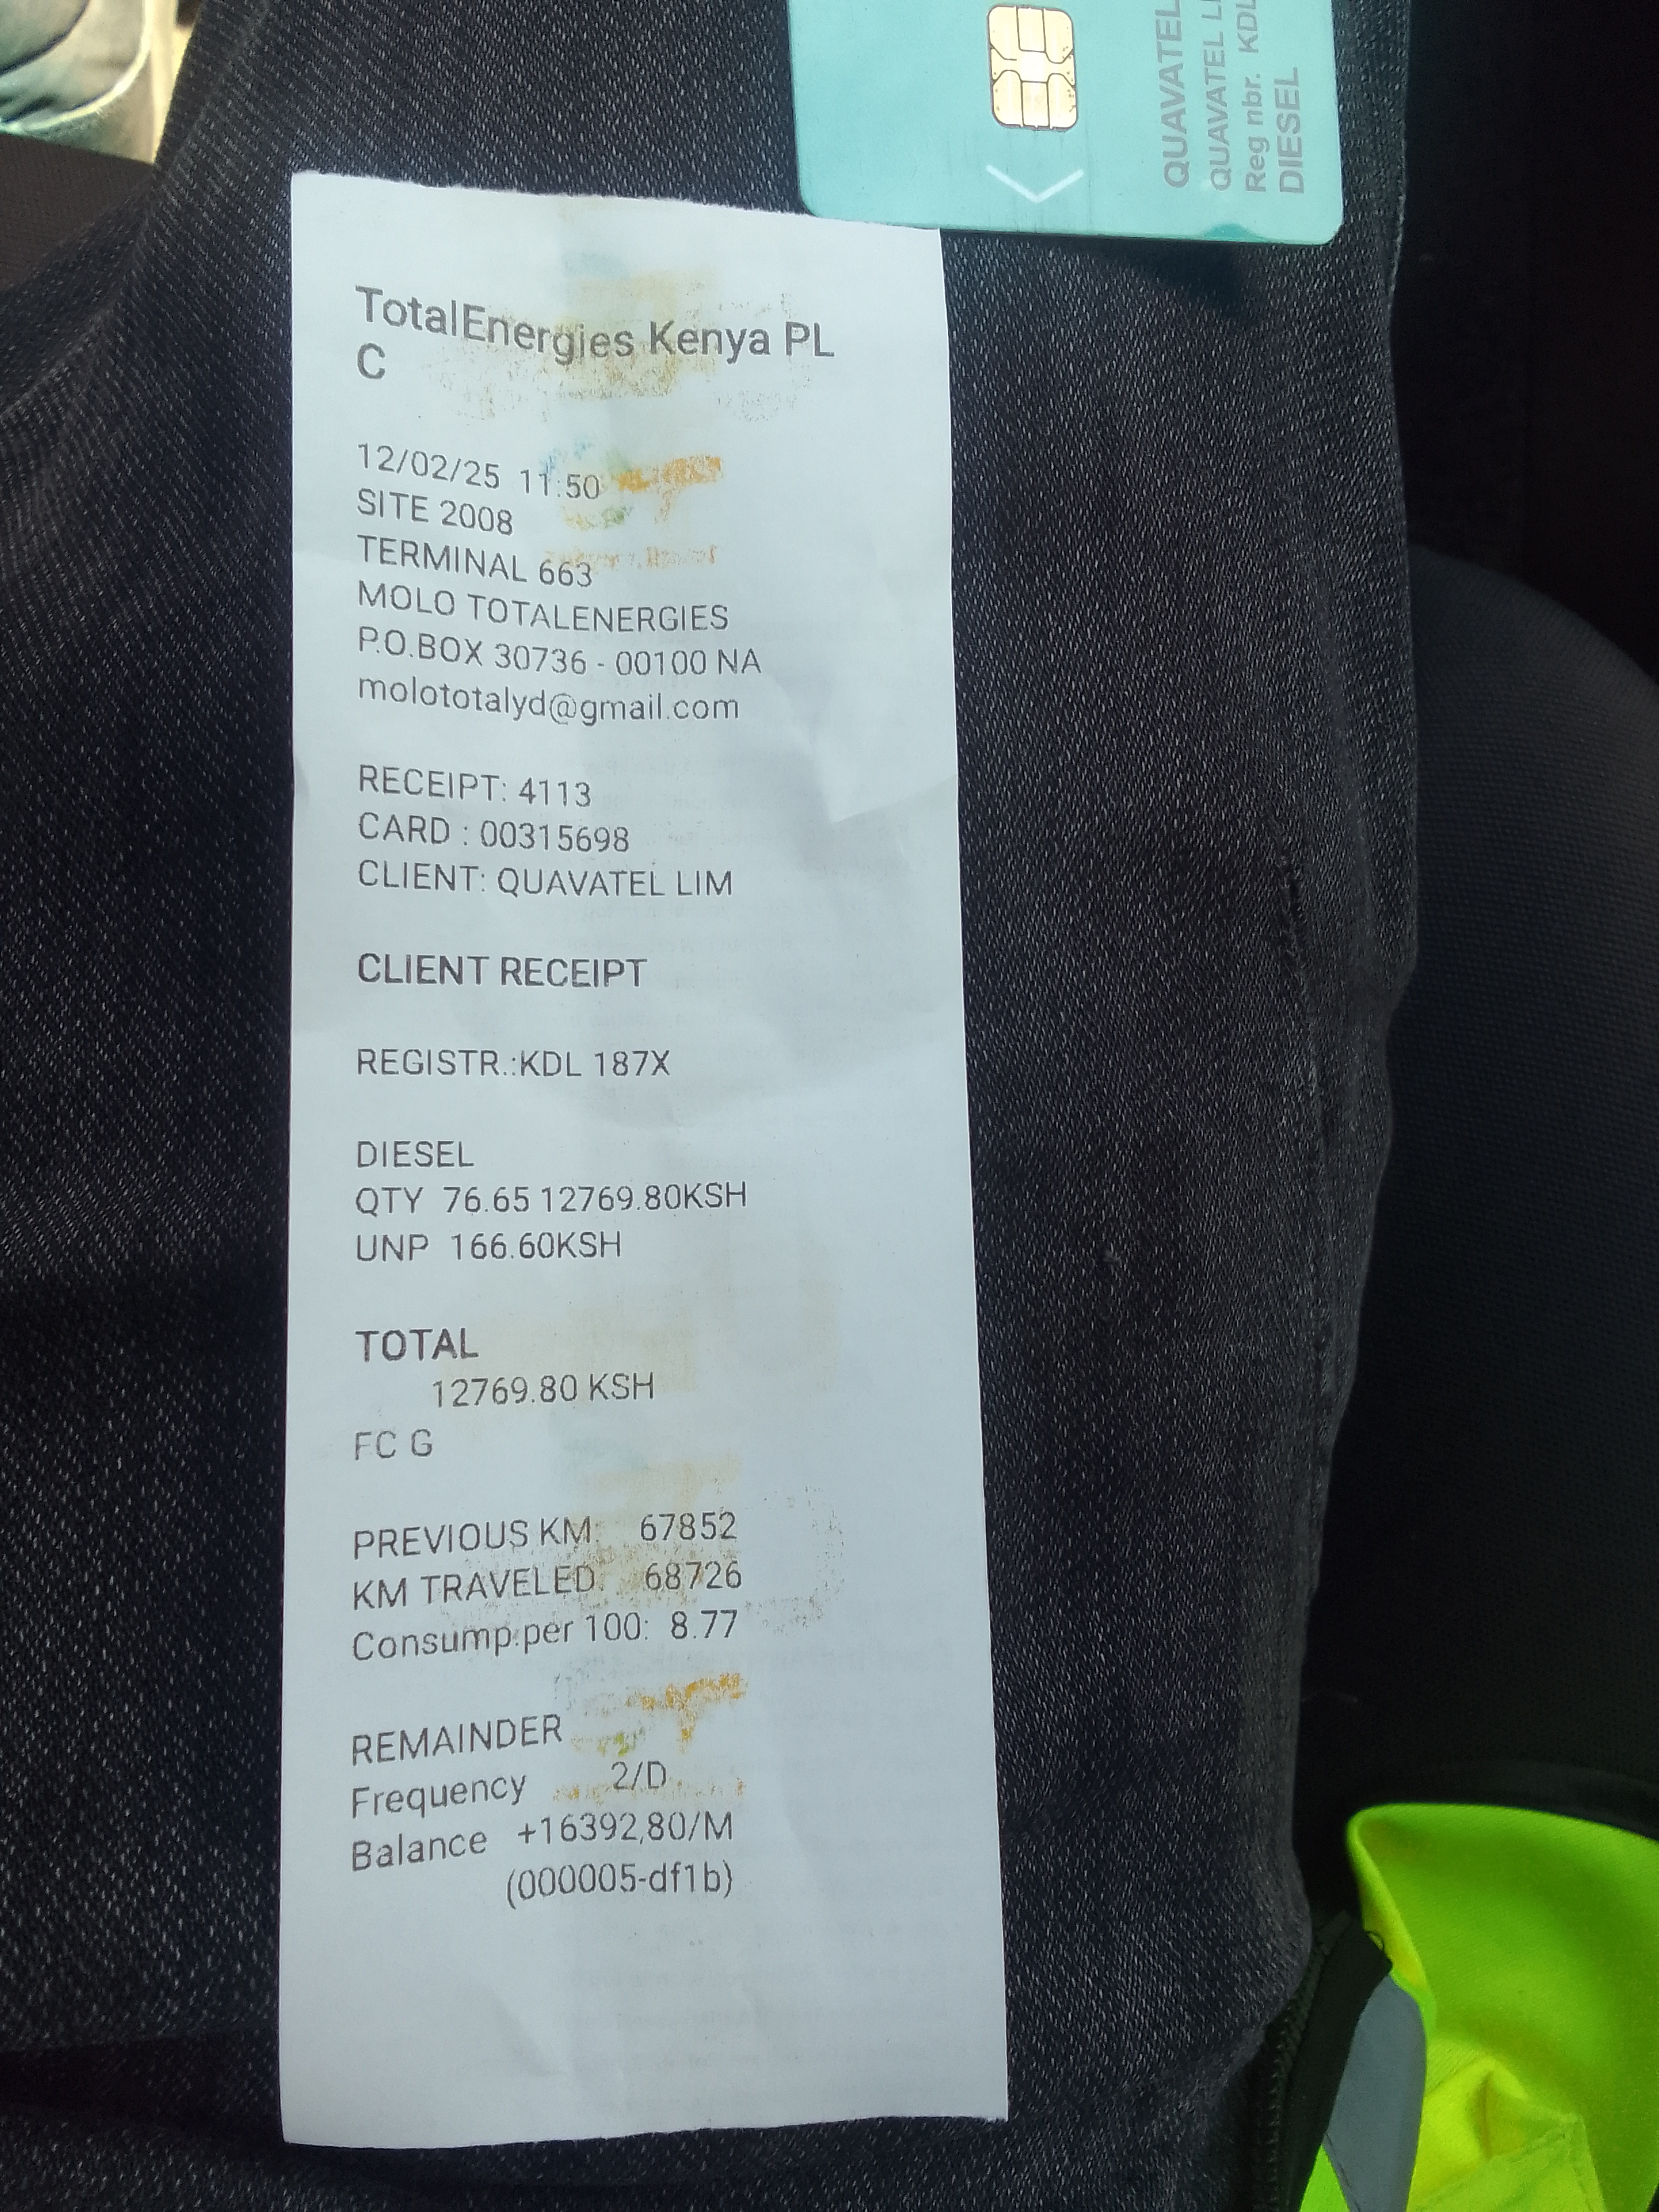 QUAVATEL
QUAVATEL
Reg nbr. KDL
DIESEL
TotalEnergies Kenya PL
C
12/02/25 11:50
SITE 2008
TERMINAL 663
MOLO TOTALENERGIES
P.O.BOX 30736 - 00100 NA
molototalyd@gmail.com
RECEIPT: 4113
CARD : 00315698
CLIENT: QUAVATEL LIM
CLIENT RECEIPT
REGISTR.:KDL 187X
DIESEL
QTY 76.65 12769.80KSH
UNP 166.60KSH
TOTAL
12769.80 KSH
FC G
PREVIOUS KM: 67852
KM TRAVELED: 68726
Consump.per 100: 8.77
REMAINDER
Frequency 2/D
Balance +16392,80/M
(000005-df1b)